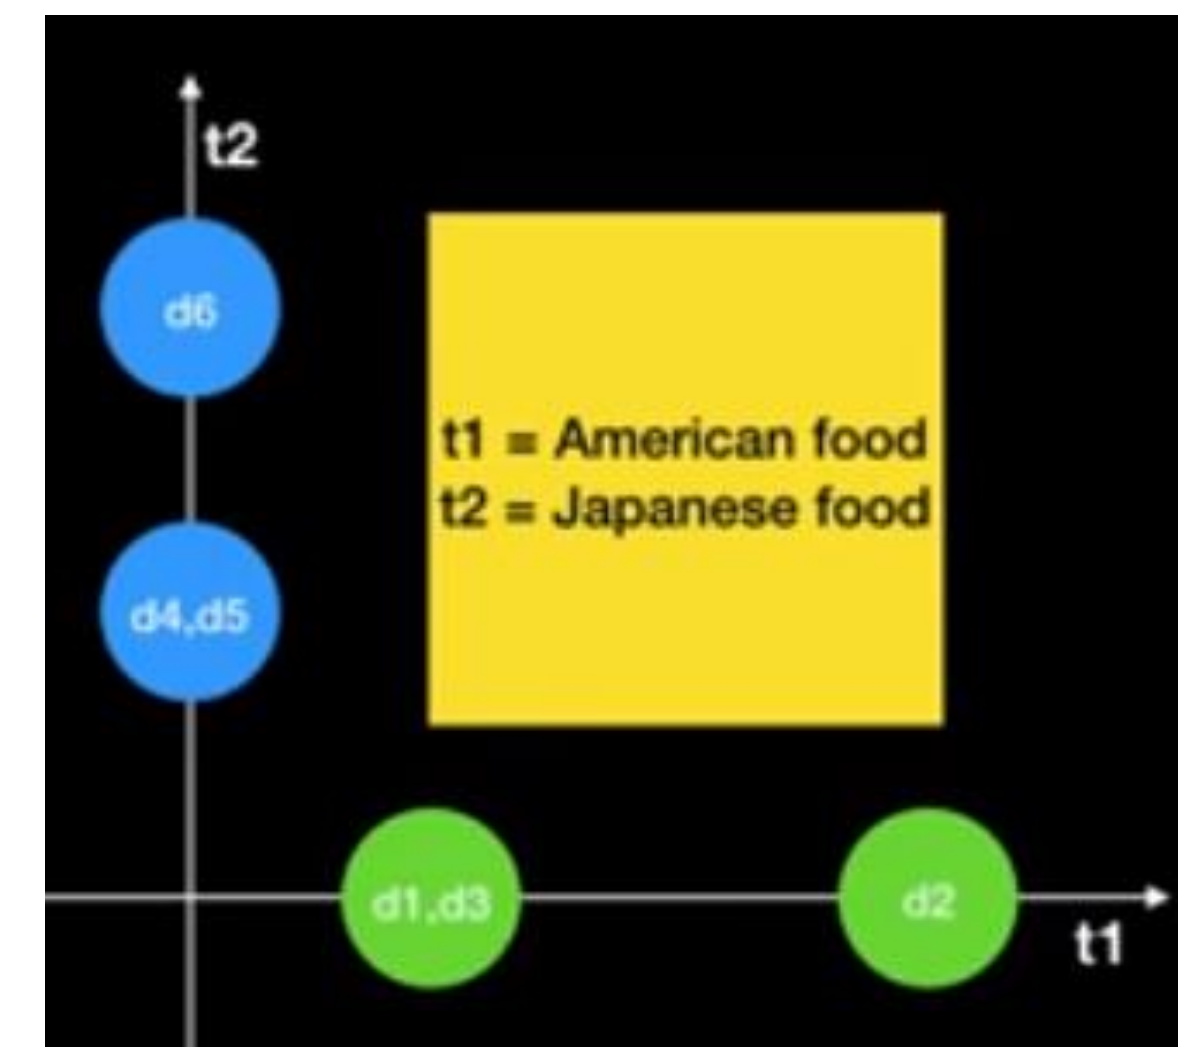 t2
d6
t1 = American food
t2 = Japanese food
d4,d5
d1,d3
d2
t1